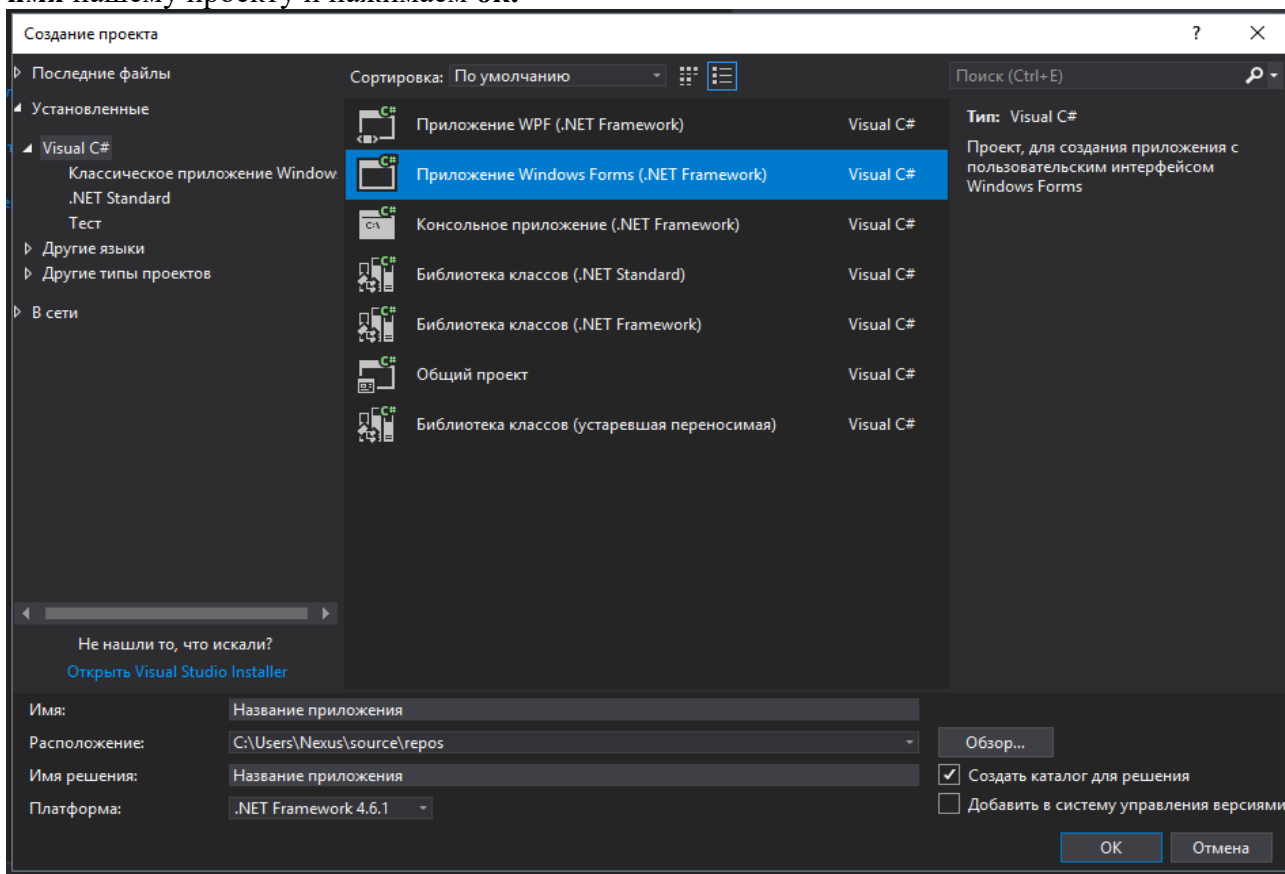 имя нашему проекту и нажимаем ок.
Создание проекта
?
Последние файлы
Установленные
Visual C#
Классическое приложение Window
.NET Standard
Тест
Другие языки
Другие типы проектов
В сети
Не нашли то, что искали?
Открыть Visual Studio Installer
Сортировка: По умолчанию
C# Приложение WPF (.NET Framework) Visual C#
C# Приложение Windows Forms (.NET Framework) Visual C#
C# Консольное приложение (.NET Framework) Visual C#
C# Библиотека классов (.NET Standard) Visual C#
C# Библиотека классов (.NET Framework) Visual C#
C# Общий проект Visual C#
C# Библиотека классов (устаревшая переносимая) Visual C#
Поиск (Ctrl+E)
Тип: Visual C#
Проект, для создания приложения с
пользовательским интерфейсом
Windows Forms
Имя: Название приложения
Расположение: C:\Users\Nexus\source\repos
Обзор...
Имя решения: Название приложения
Создать каталог для решения
Платформа: .NET Framework 4.6.1
Добавить в систему управления версиями
ОК Отмена